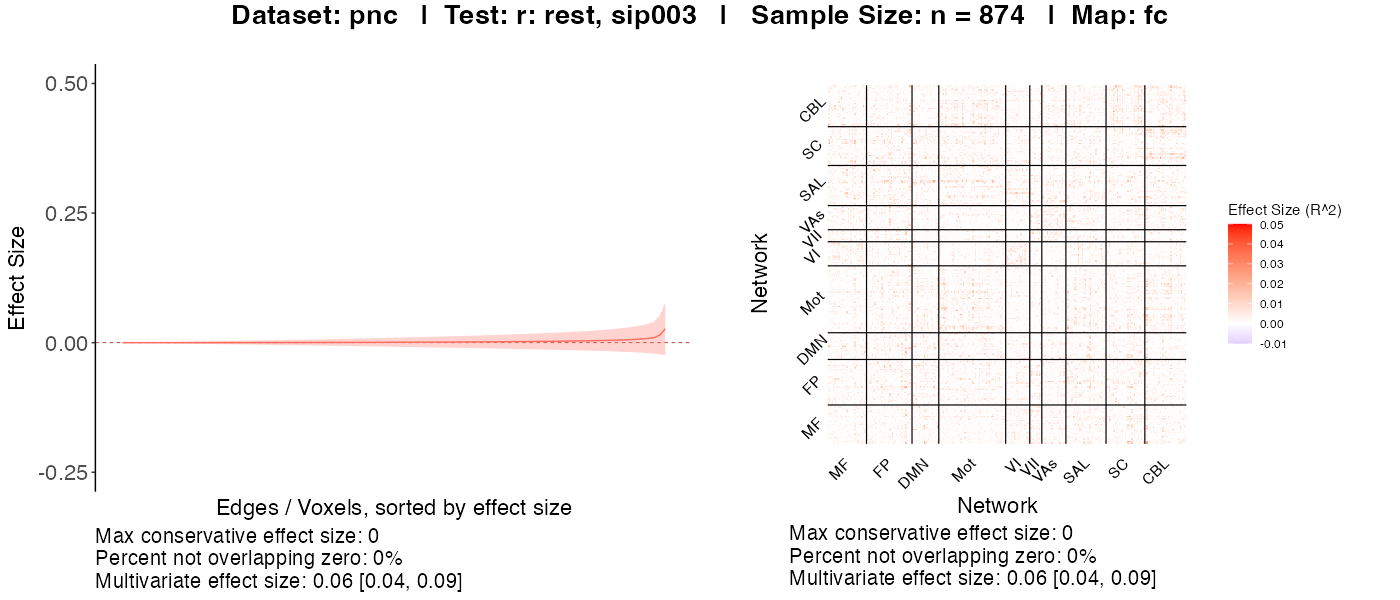 Dataset: pnc | Test: r: rest, sip003 | Sample Size: n = 874 | Map: fc
Effect Size
0.50
0.25
0.00
-0.25
Edges / Voxels, sorted by effect size
Max conservative effect size: 0
Percent not overlapping zero: 0%
Multivariate effect size: 0.06 [0.04, 0.09]
Network
CBL
SC
SAL
VAs
VII
VI
Mot
DMN
FP
MF
MF
FP
DMN
Mot
VI
VII
VAs
SAL
SC
CBL
Network
Max conservative effect size: 0
Percent not overlapping zero: 0%
Multivariate effect size: 0.06 [0.04, 0.09]
Effect Size (R^2)
0.05
0.04
0.03
0.02
0.01
0.00
-0.01